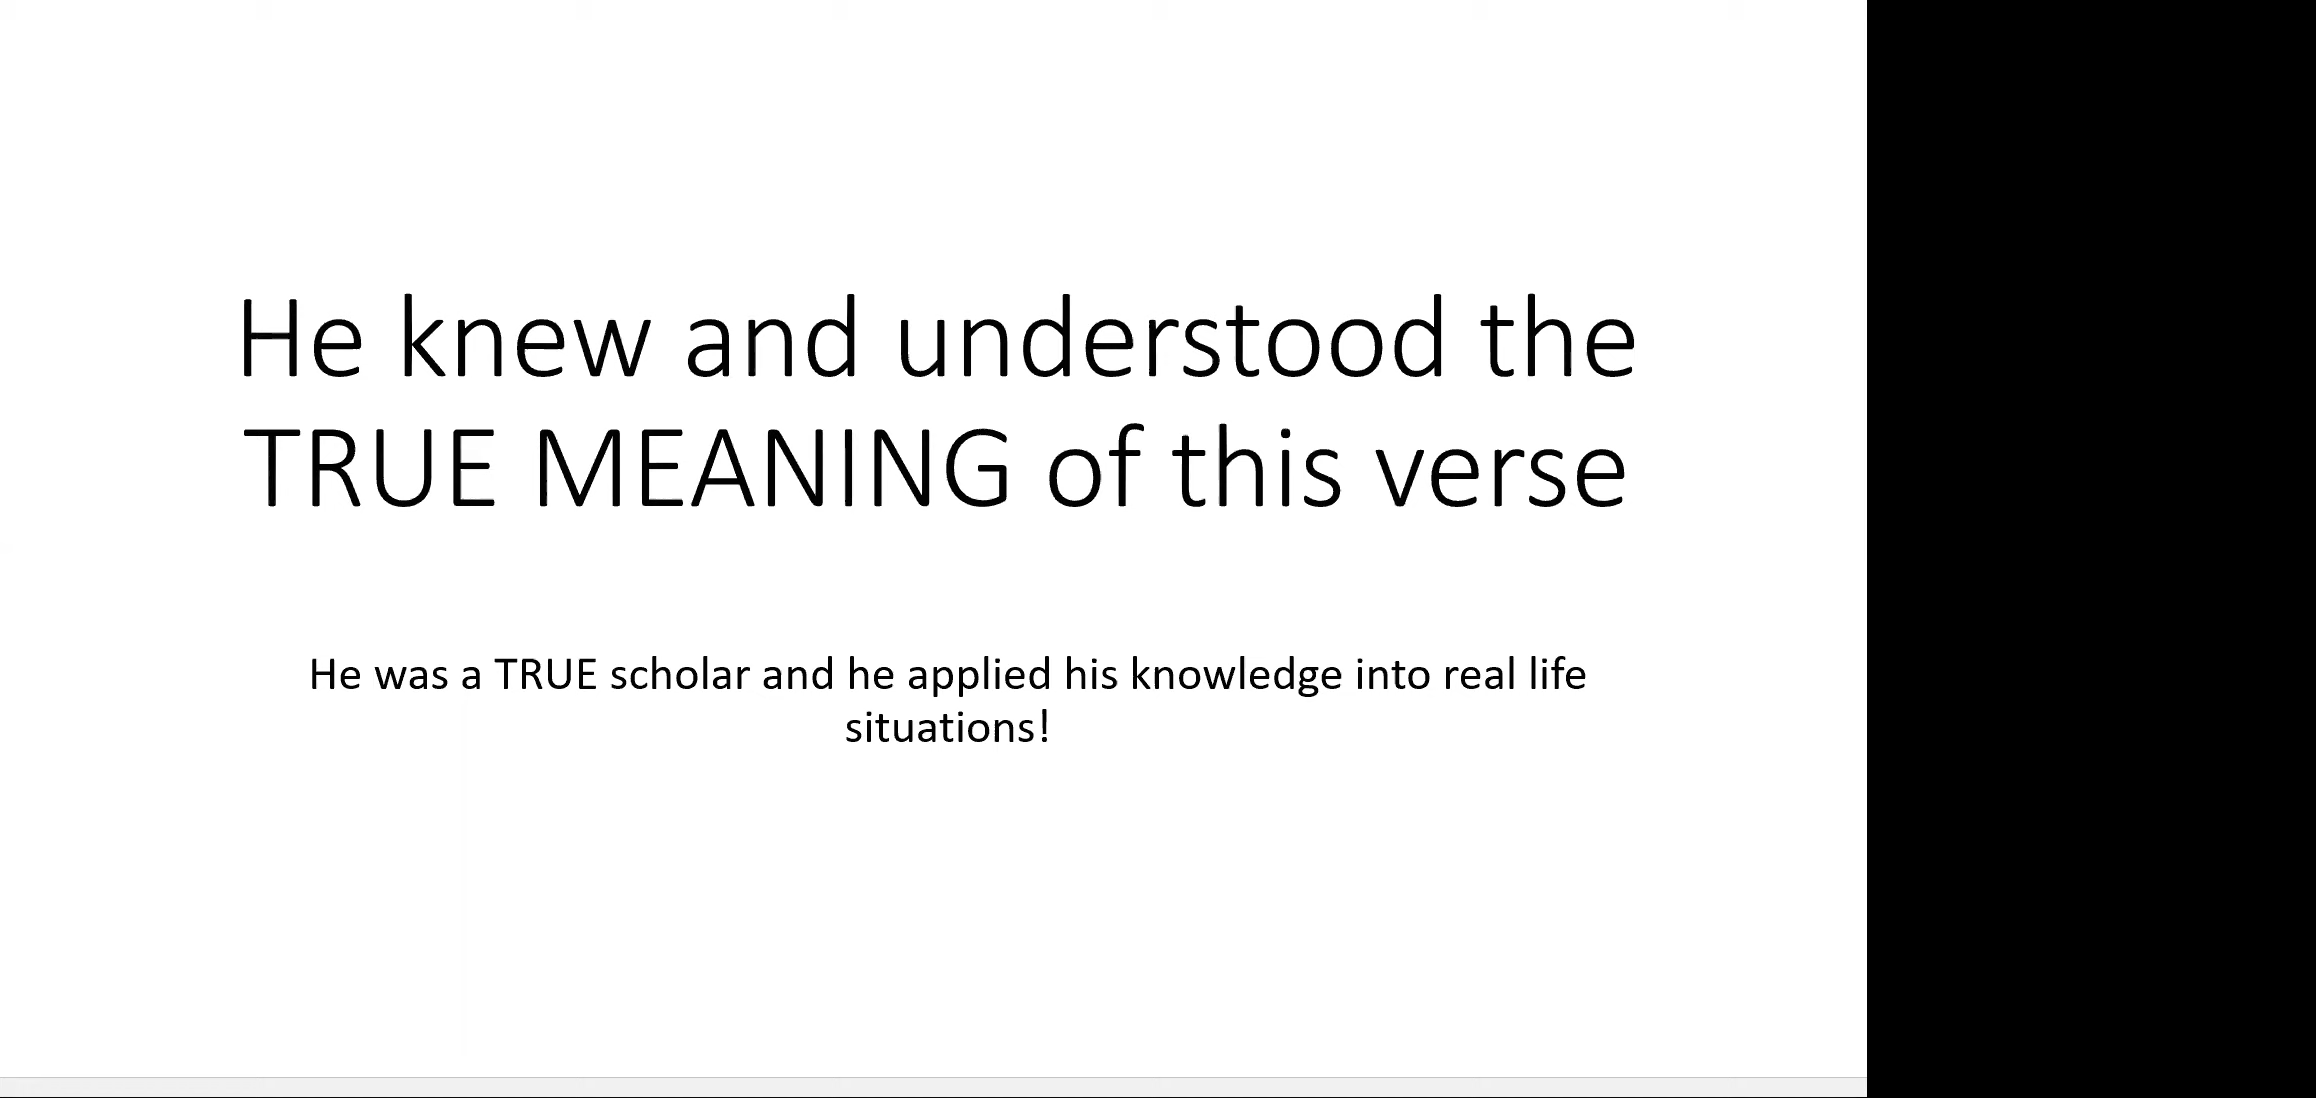 He knew and understood the
TRUE MEANING of this verse
He was a TRUE scholar and he applied his knowledge into real life
situations!